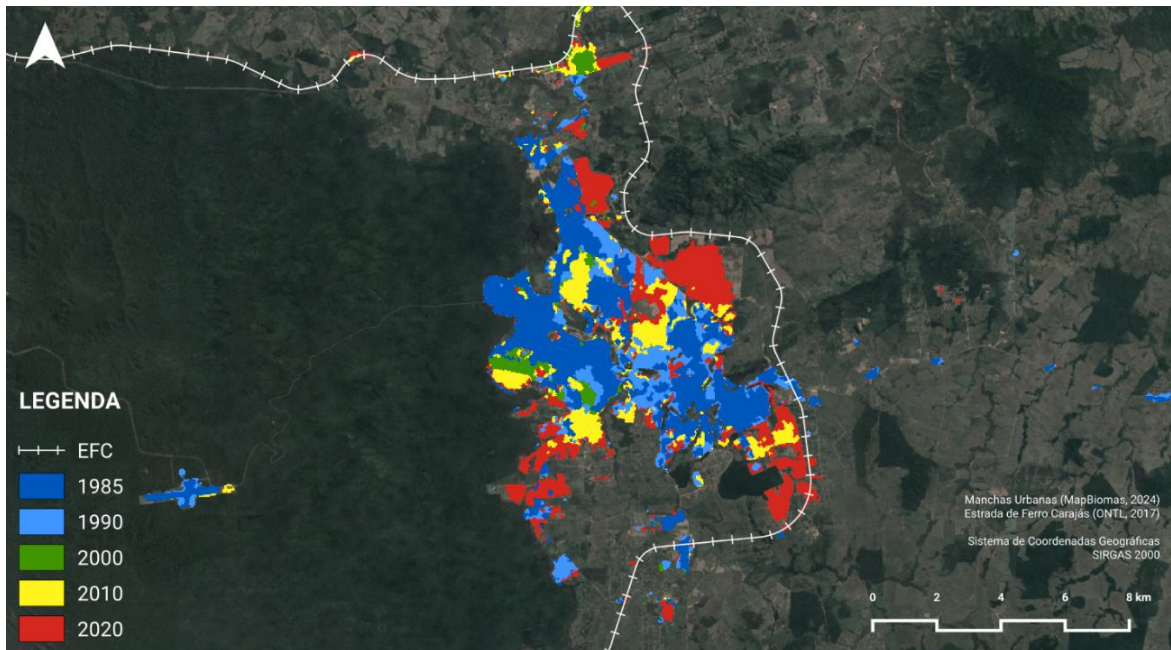 LEGENDA
EFC
1985
1990
2000
2010
2020
Manchas Urbanas (MapBiomas, 2024)
Estrada de Ferro Carajás (ONTL, 2017)
Sistema de Coordenadas Geográficas
SIRGAS 2000
0 2 4 6 8 km